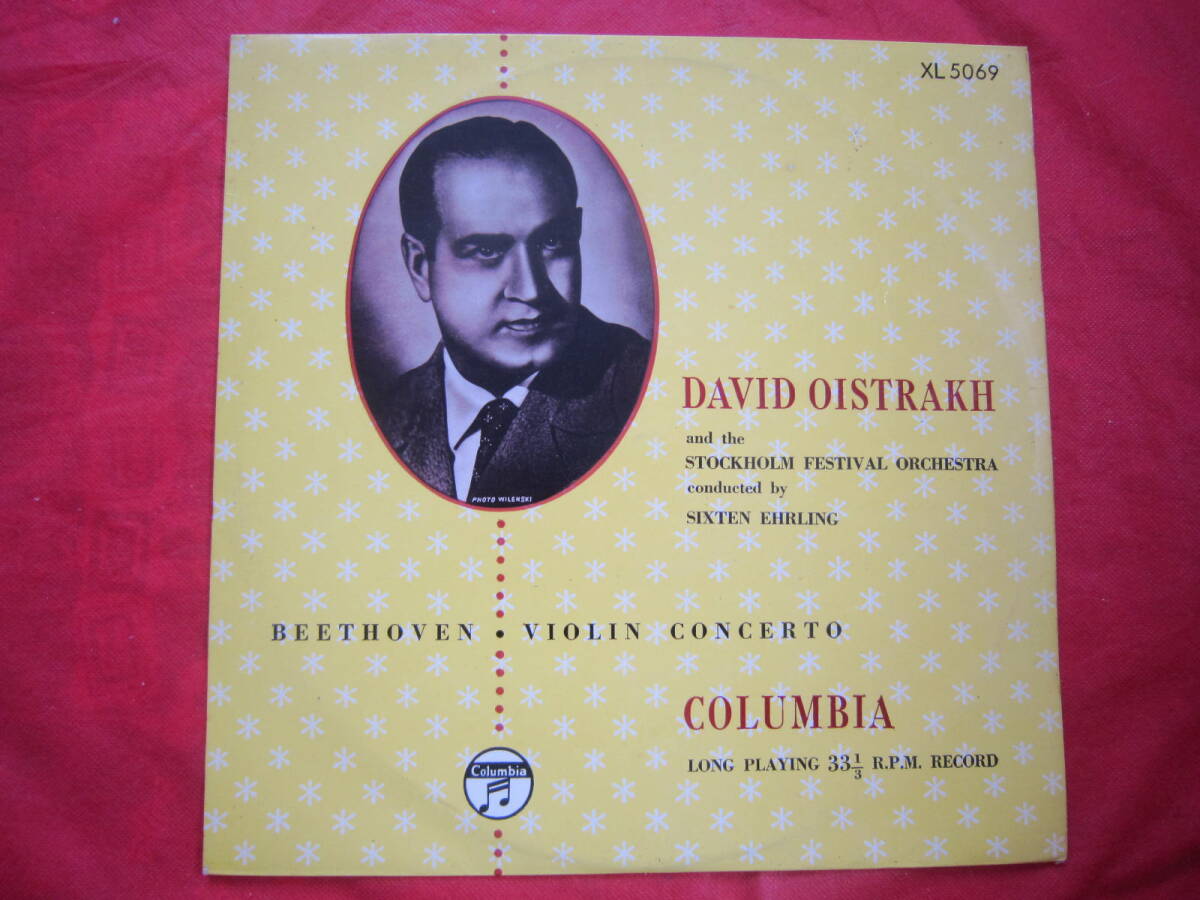 XL 5069
DAVID OISTRAKH
and the
STOCKHOLM FESTIVAL ORCHESTRA
conducted by
SIXTEN EHRLING
PHOTO WILENSKI
BEETHOVEN • VIOLIN CONCERTO
COLUMBIA
LONG PLAYING 33⅓ R.P.M. RECORD
Columbia